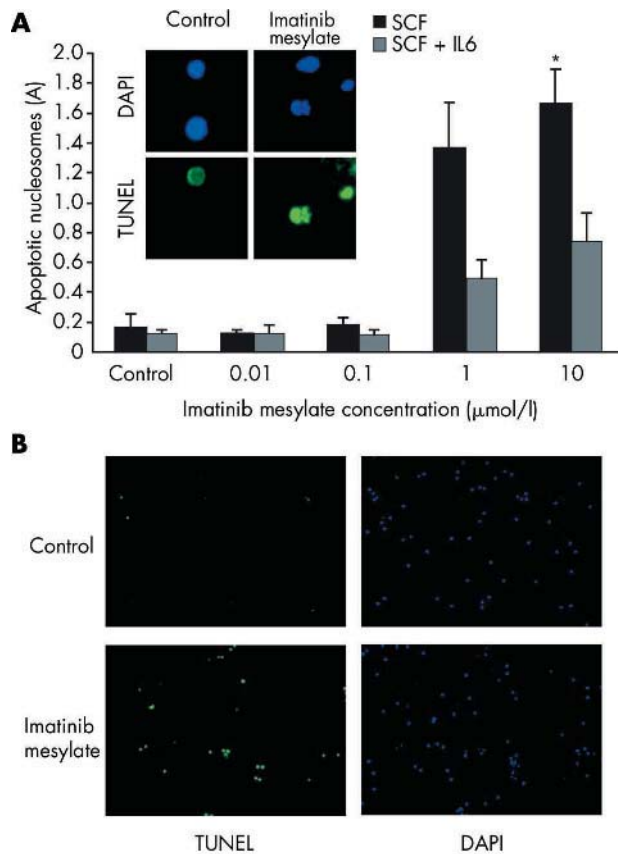 A
Control
Imatinib
mesylate
SCF
SCF + IL6
DAPI
TUNEL
*
Apoptotic nucleosomes (A)
2.0
1.8
1.6
1.4
1.2
1.0
0.8
0.6
0.4
0.2
0
Control
0.01
0.1
1
10
Imatinib mesylate concentration (μmol/l)
B
Control
Imatinib
mesylate
TUNEL
DAPI